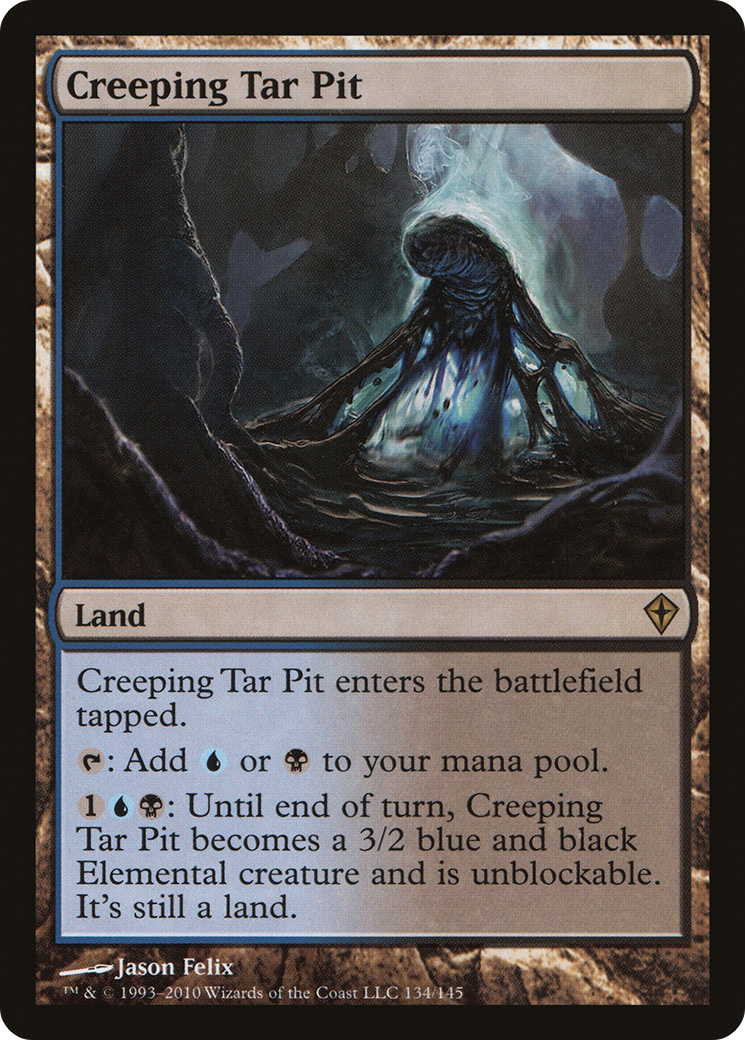 Creeping Tar Pit
Land
Creeping Tar Pit enters the battlefield
tapped.
: Add or to your mana pool.
1 : Until end of turn, Creeping
Tar Pit becomes a 3/2 blue and black
Elemental creature and is unblockable.
It's still a land.
Jason Felix
™ & © 1993–2010 Wizards of the Coast LLC 134/145